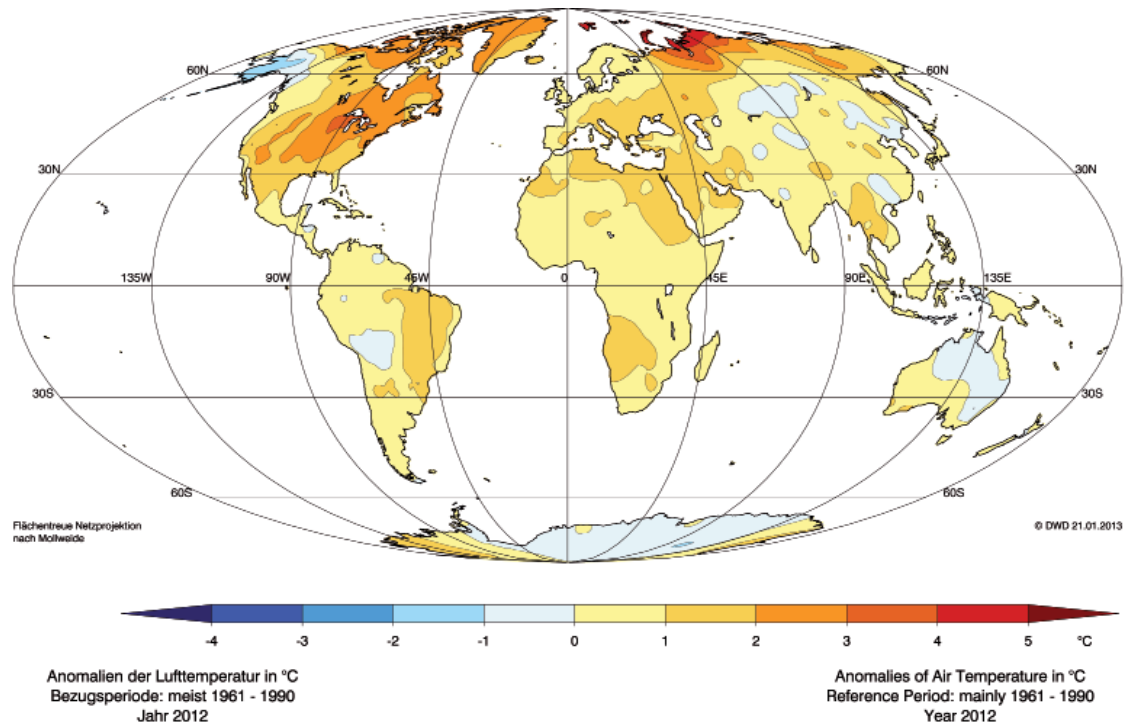 60N
60N
30N
30N
135W
90W
45W
0
45E
90E
135E
30S
30S
60S
60S
Flächentreue Netzprojektion
nach Mollweide
© DWD 21.01.2013
-4
-3
-2
-1
0
1
2
3
4
5
°C
Anomalien der Lufttemperatur in °C
Bezugsperiode: meist 1961 - 1990
Jahr 2012
Anomalies of Air Temperature in °C
Reference Period: mainly 1961 - 1990
Year 2012